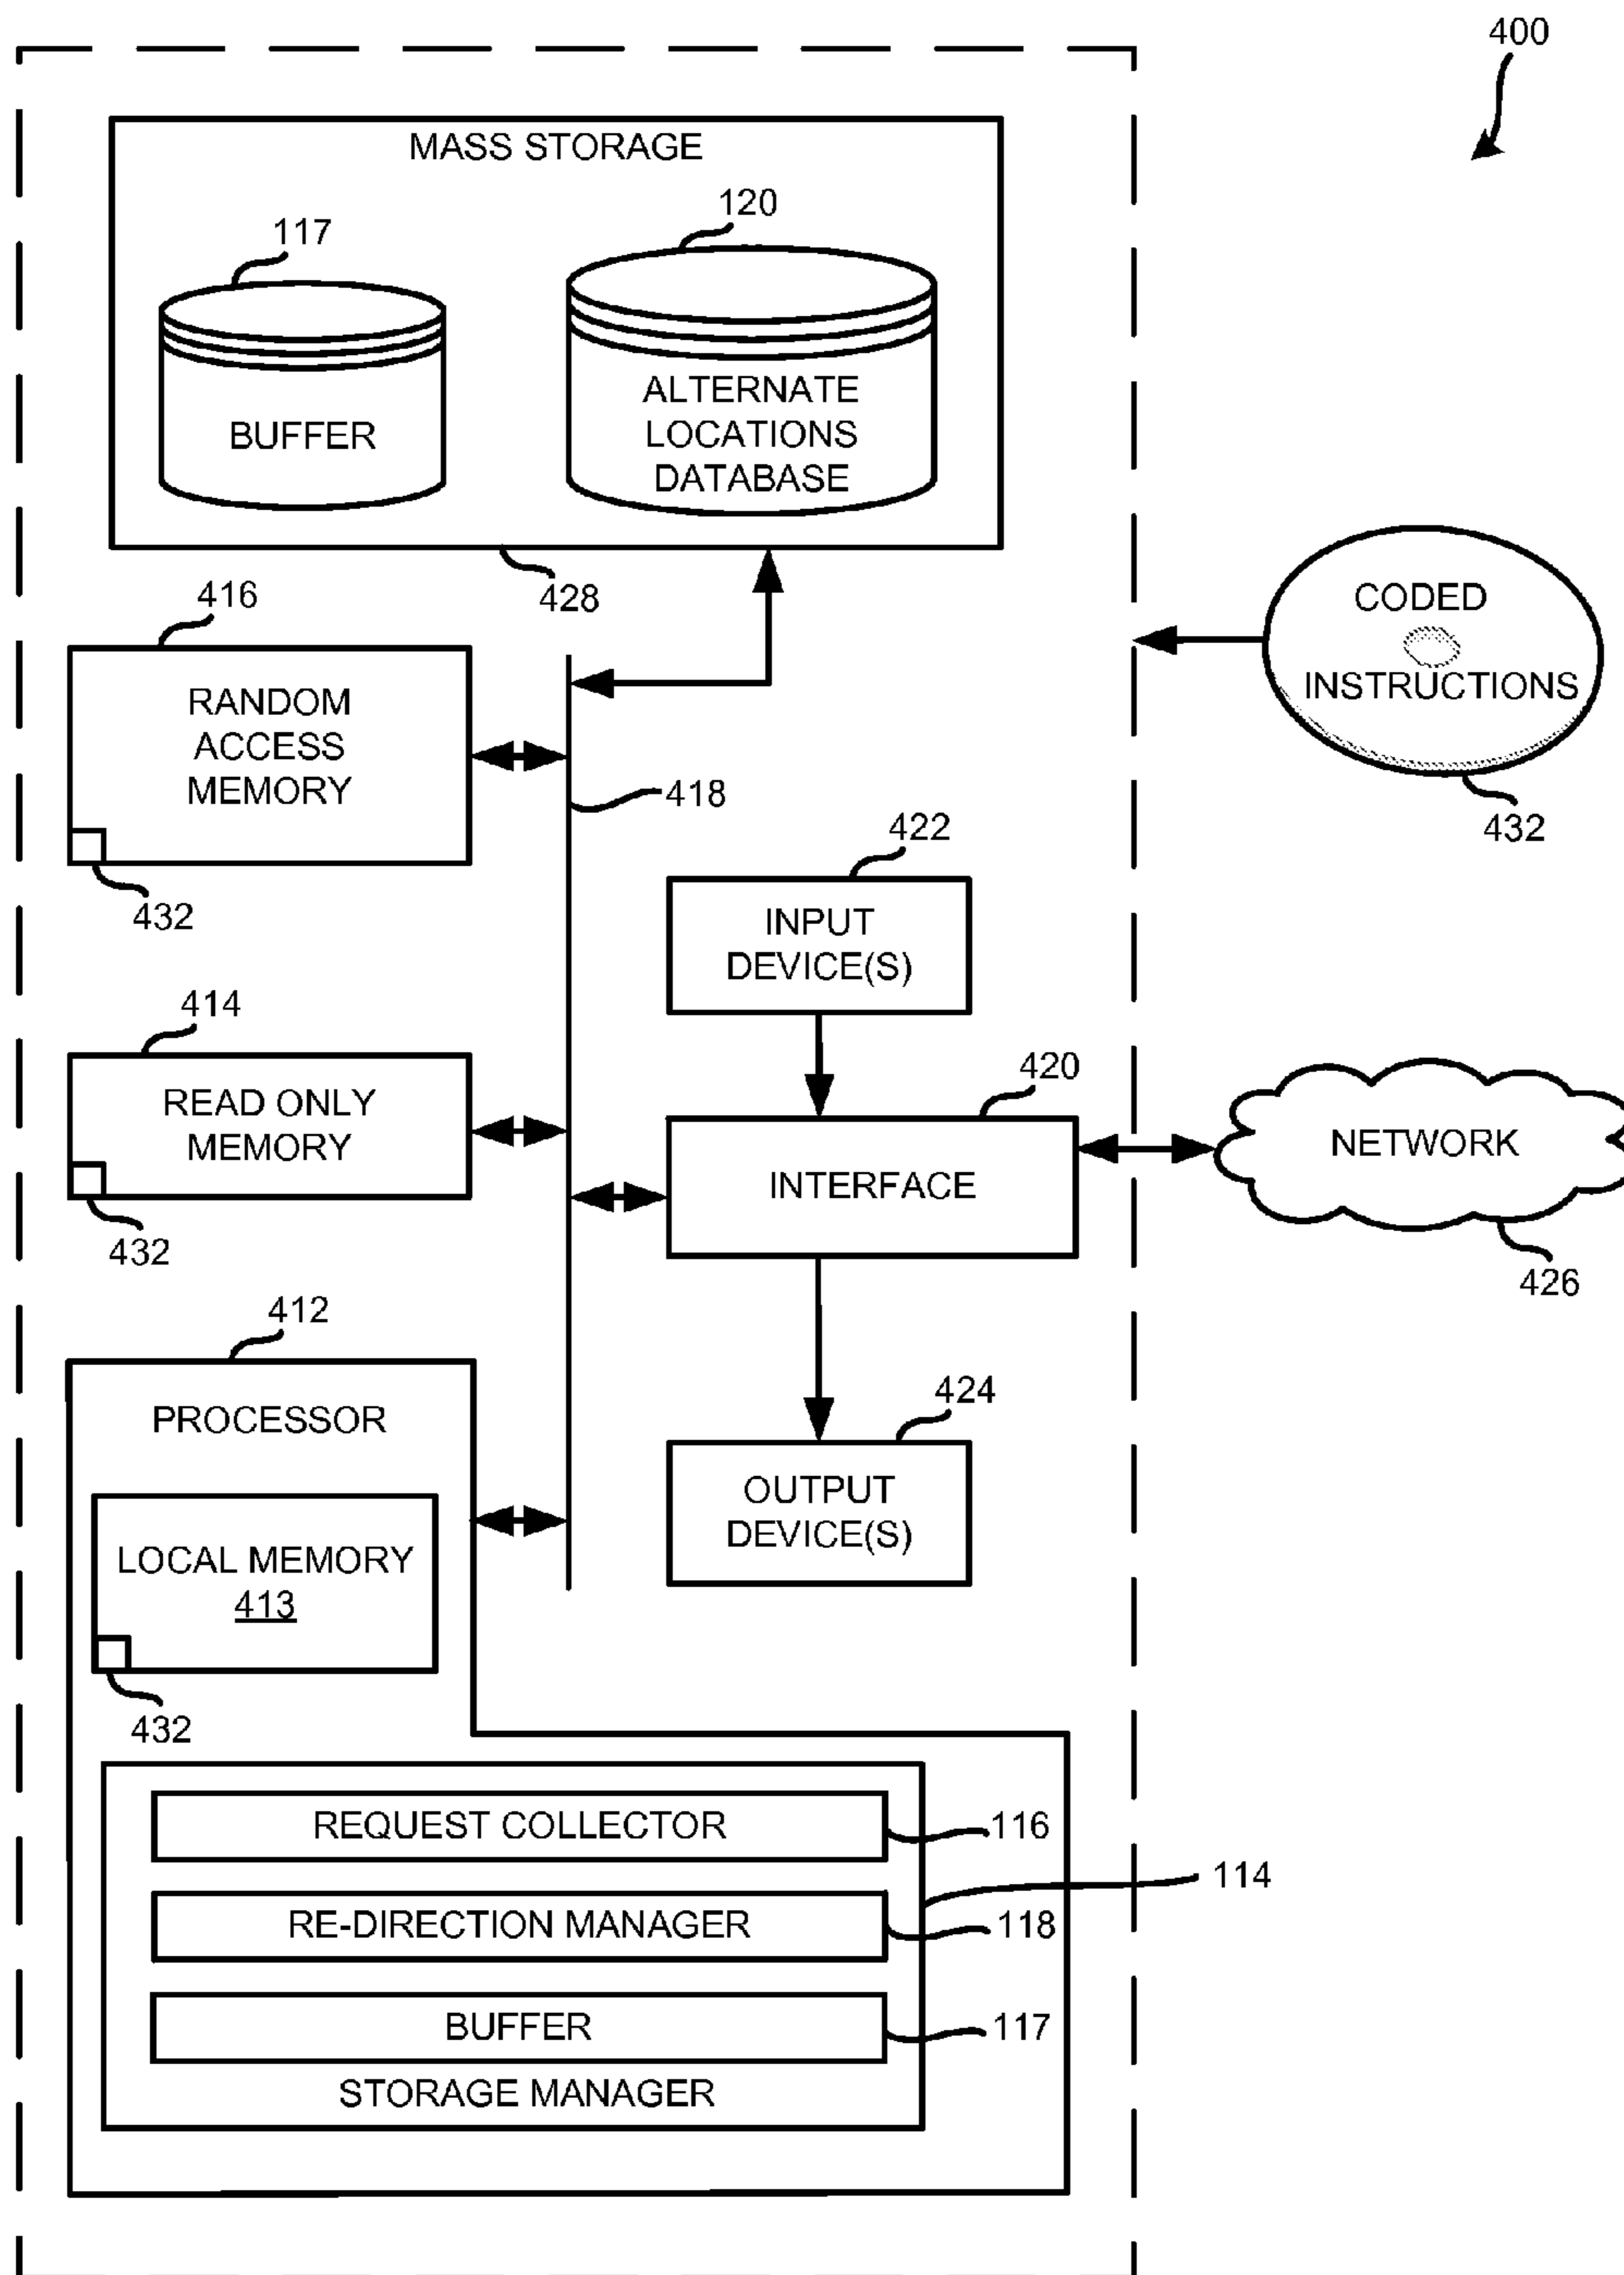 400
MASS STORAGE
117
120
BUFFER
ALTERNATE
LOCATIONS
DATABASE
428
416
RANDOM
ACCESS
MEMORY
432
418
CODED
INSTRUCTIONS
432
422
INPUT
DEVICE(S)
414
READ ONLY
MEMORY
432
420
INTERFACE
NETWORK
426
412
PROCESSOR
LOCAL MEMORY
413
432
424
OUTPUT
DEVICE(S)
REQUEST COLLECTOR
116
114
RE-DIRECTION MANAGER
118
BUFFER
117
STORAGE MANAGER